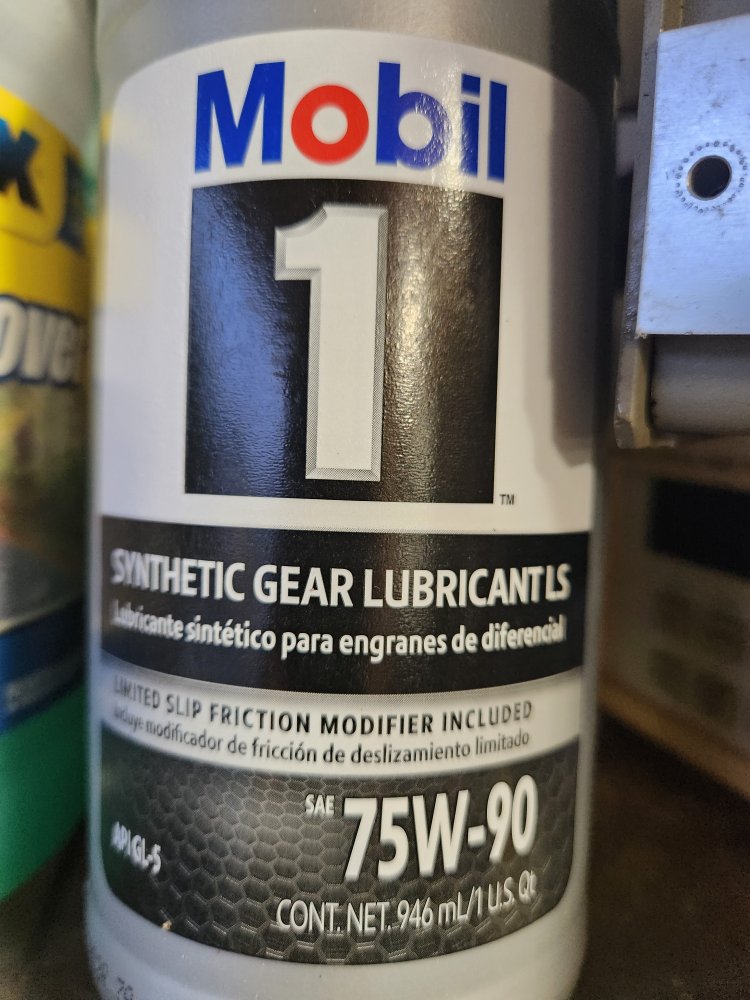 Mobil
1
TM
SYNTHETIC GEAR LUBRICANT LS
Lubricante sintético para engranes de diferencial
LIMITED SLIP FRICTION MODIFIER INCLUDED
Incluye modificador de fricción de deslizamiento limitado
SAE 75W-90
API GL-5
CONT. NET. 946 mL/1 U.S. Qt